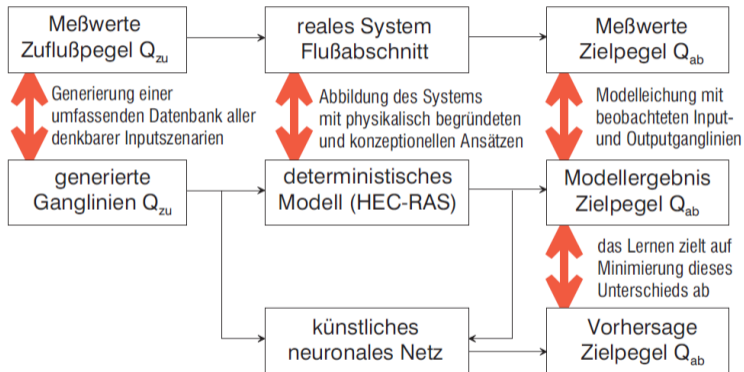 Meßwerte
Zuflußpegel Qzu
reales System
Flußabschnitt
Meßwerte
Zielpegel Qab
Generierung einer
umfassenden Datenbank aller
denkbarer Inputszenarien
Abbildung des Systems
mit physikalisch begründeten
und konzeptionellen Ansätzen
Modelleichung mit
beobachteten Input-
und Outputganglinien
generierte
Ganglinien Qzu
deterministisches
Modell (HEC-RAS)
Modellergebnis
Zielpegel Qab
das Lernen zielt auf
Minimierung dieses
Unterschieds ab
künstliches
neuronales Netz
Vorhersage
Zielpegel Qab